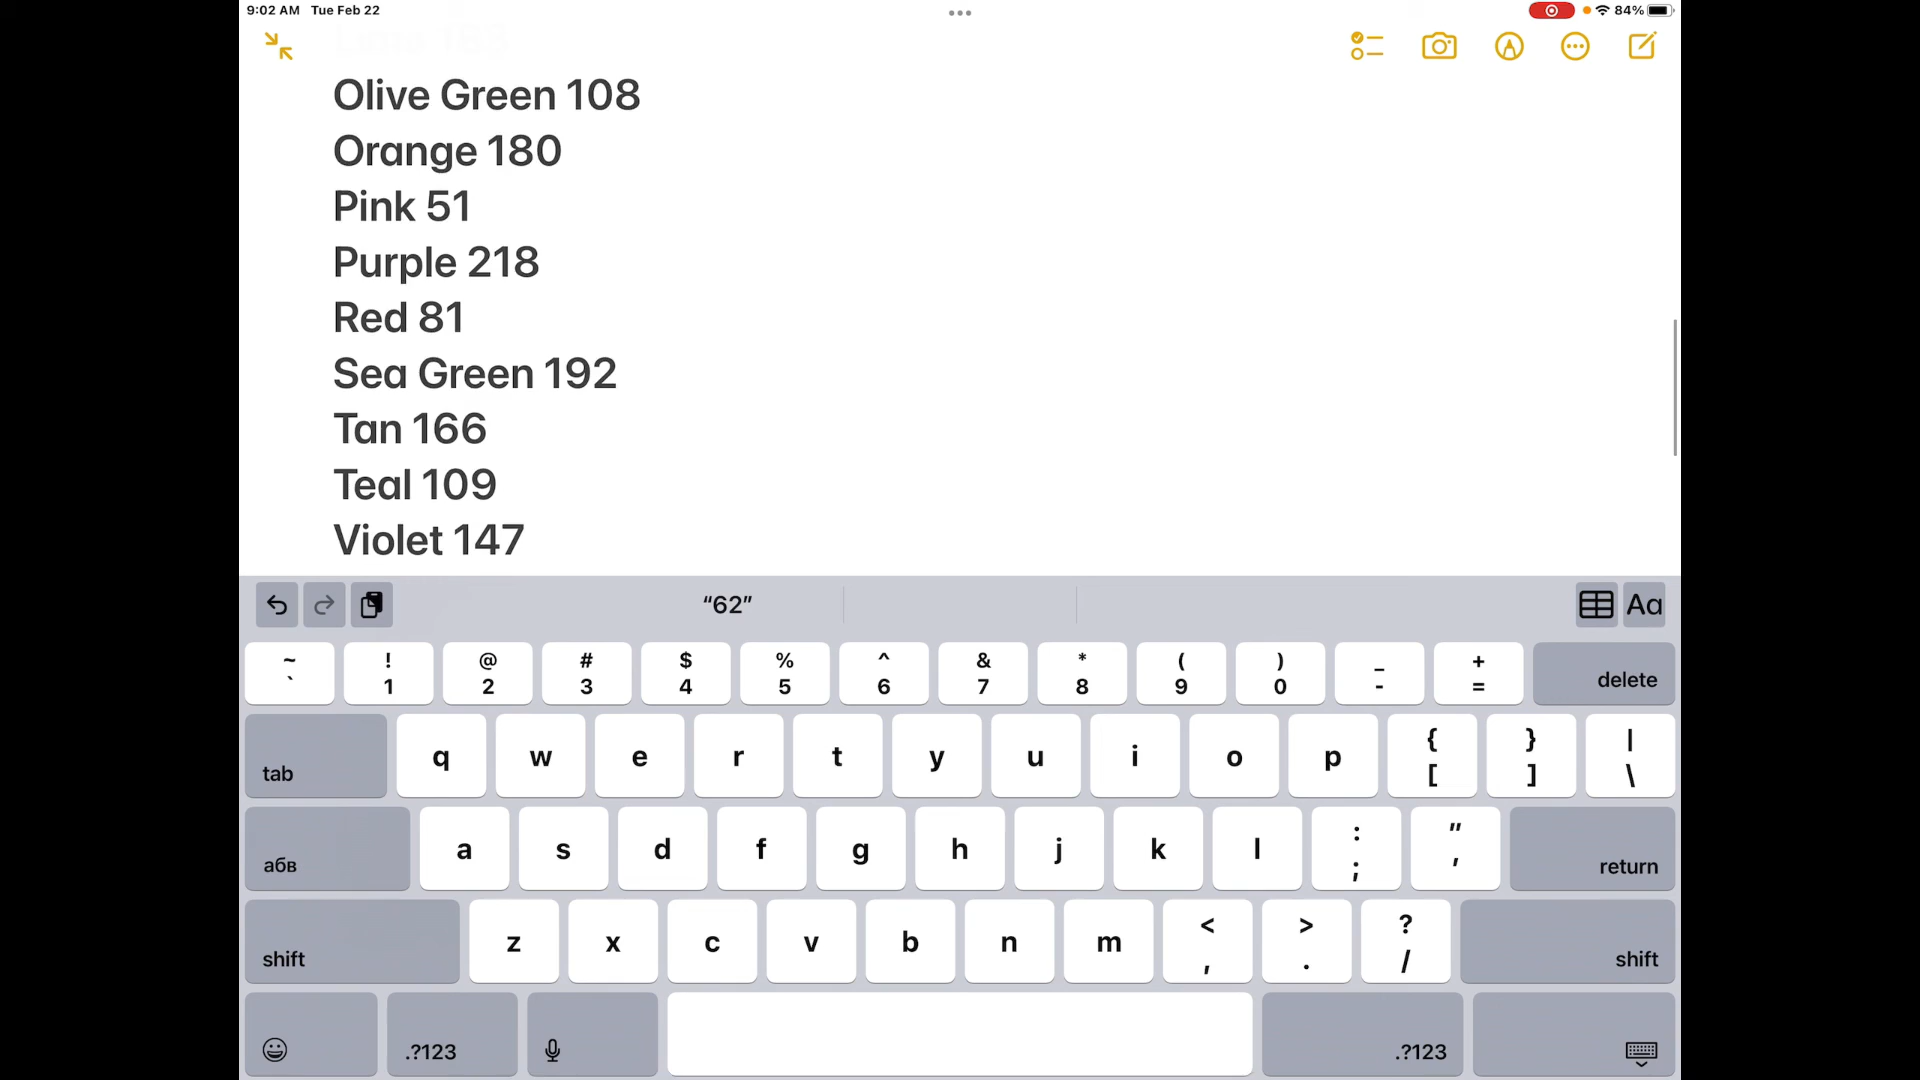 9:02 AM Tue Feb 22
84%
Olive Green 108
Orange 180
Pink 51
Purple 218
Red 81
Sea Green 192
Tan 166
Teal 109
Violet 147
“62”
Aa
~ ! @ # $ % ^ & * ( ) _ +
` 1 2 3 4 5 6 7 8 9 0 - = delete
tab q w e r t y u i o p { [ } ] | \
абв a s d f g h j k l : ; " ' return
shift z x c v b n m < , > . ? / shift
.?123 .?123